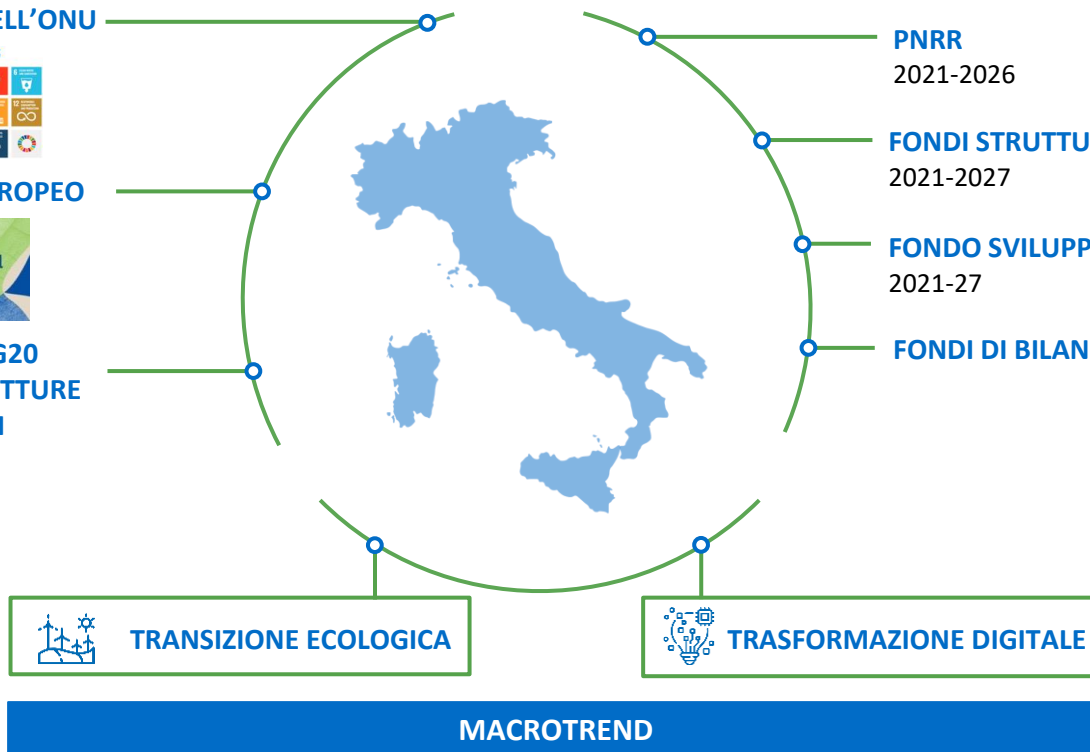 ELL'ONU
UROPEO
G20
TTURE
PNRR
2021-2026
FONDI STRUTTU
2021-2027
FONDO SVILUPP
2021-27
FONDI DI BILAN
TRANSIZIONE ECOLOGICA
TRASFORMAZIONE DIGITALE
MACROTREND